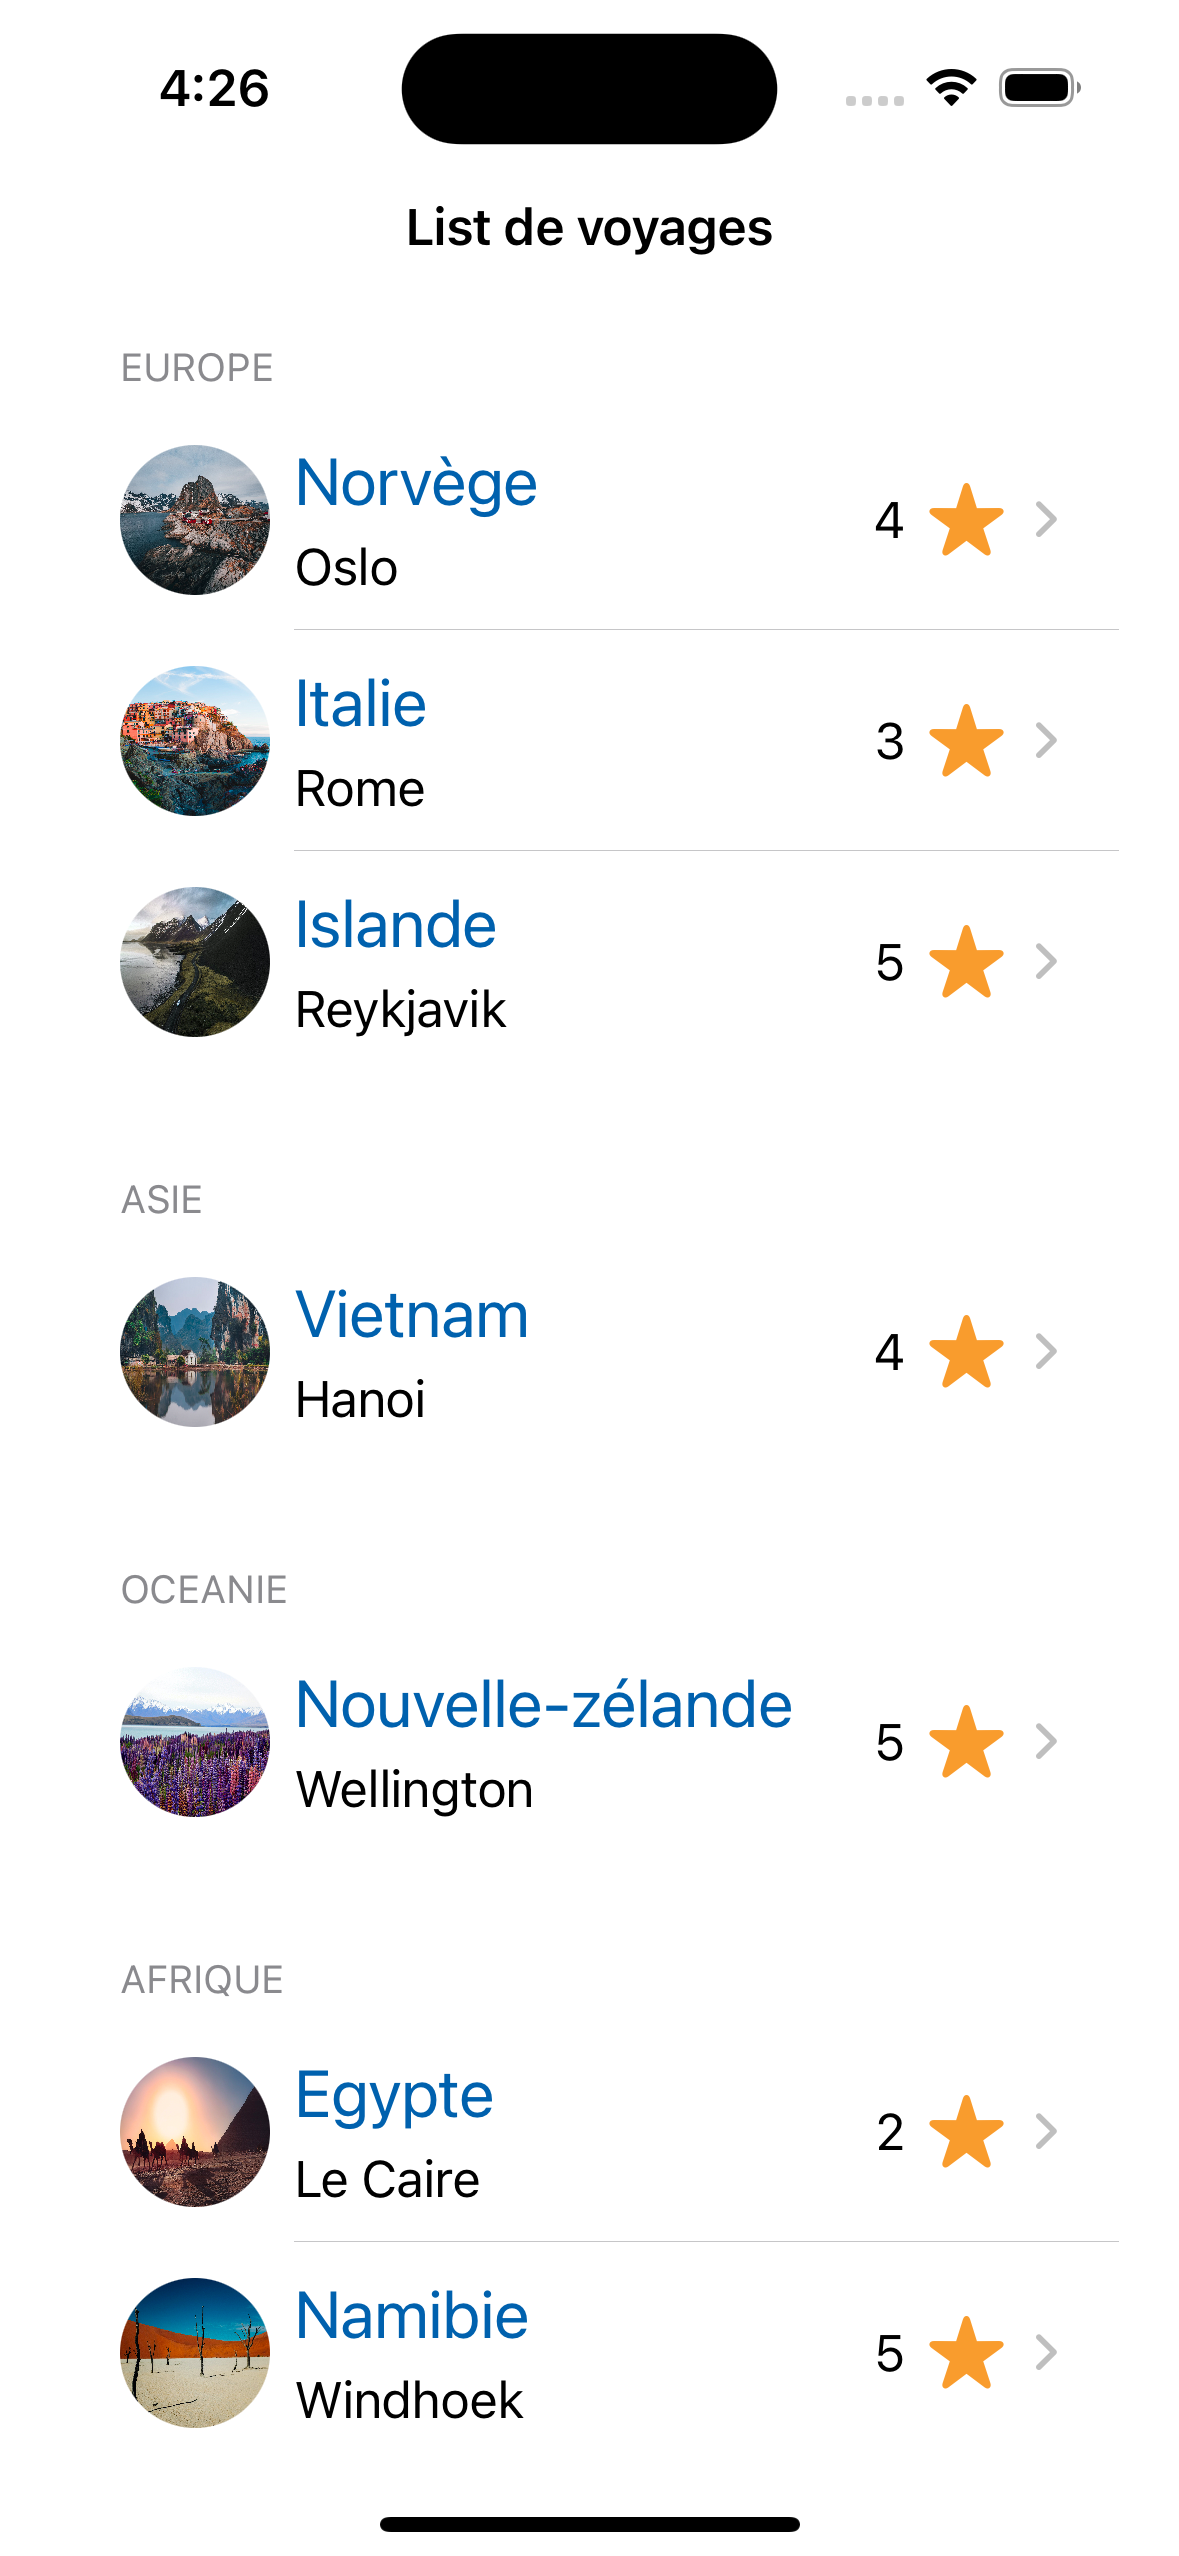 4:26
List de voyages
EUROPE
Norvège
Oslo
4
Italie
Rome
3
Islande
Reykjavik
5
ASIE
Vietnam
Hanoi
4
OCEANIE
Nouvelle-zélande
Wellington
5
AFRIQUE
Egypte
Le Caire
2
Namibie
Windhoek
5